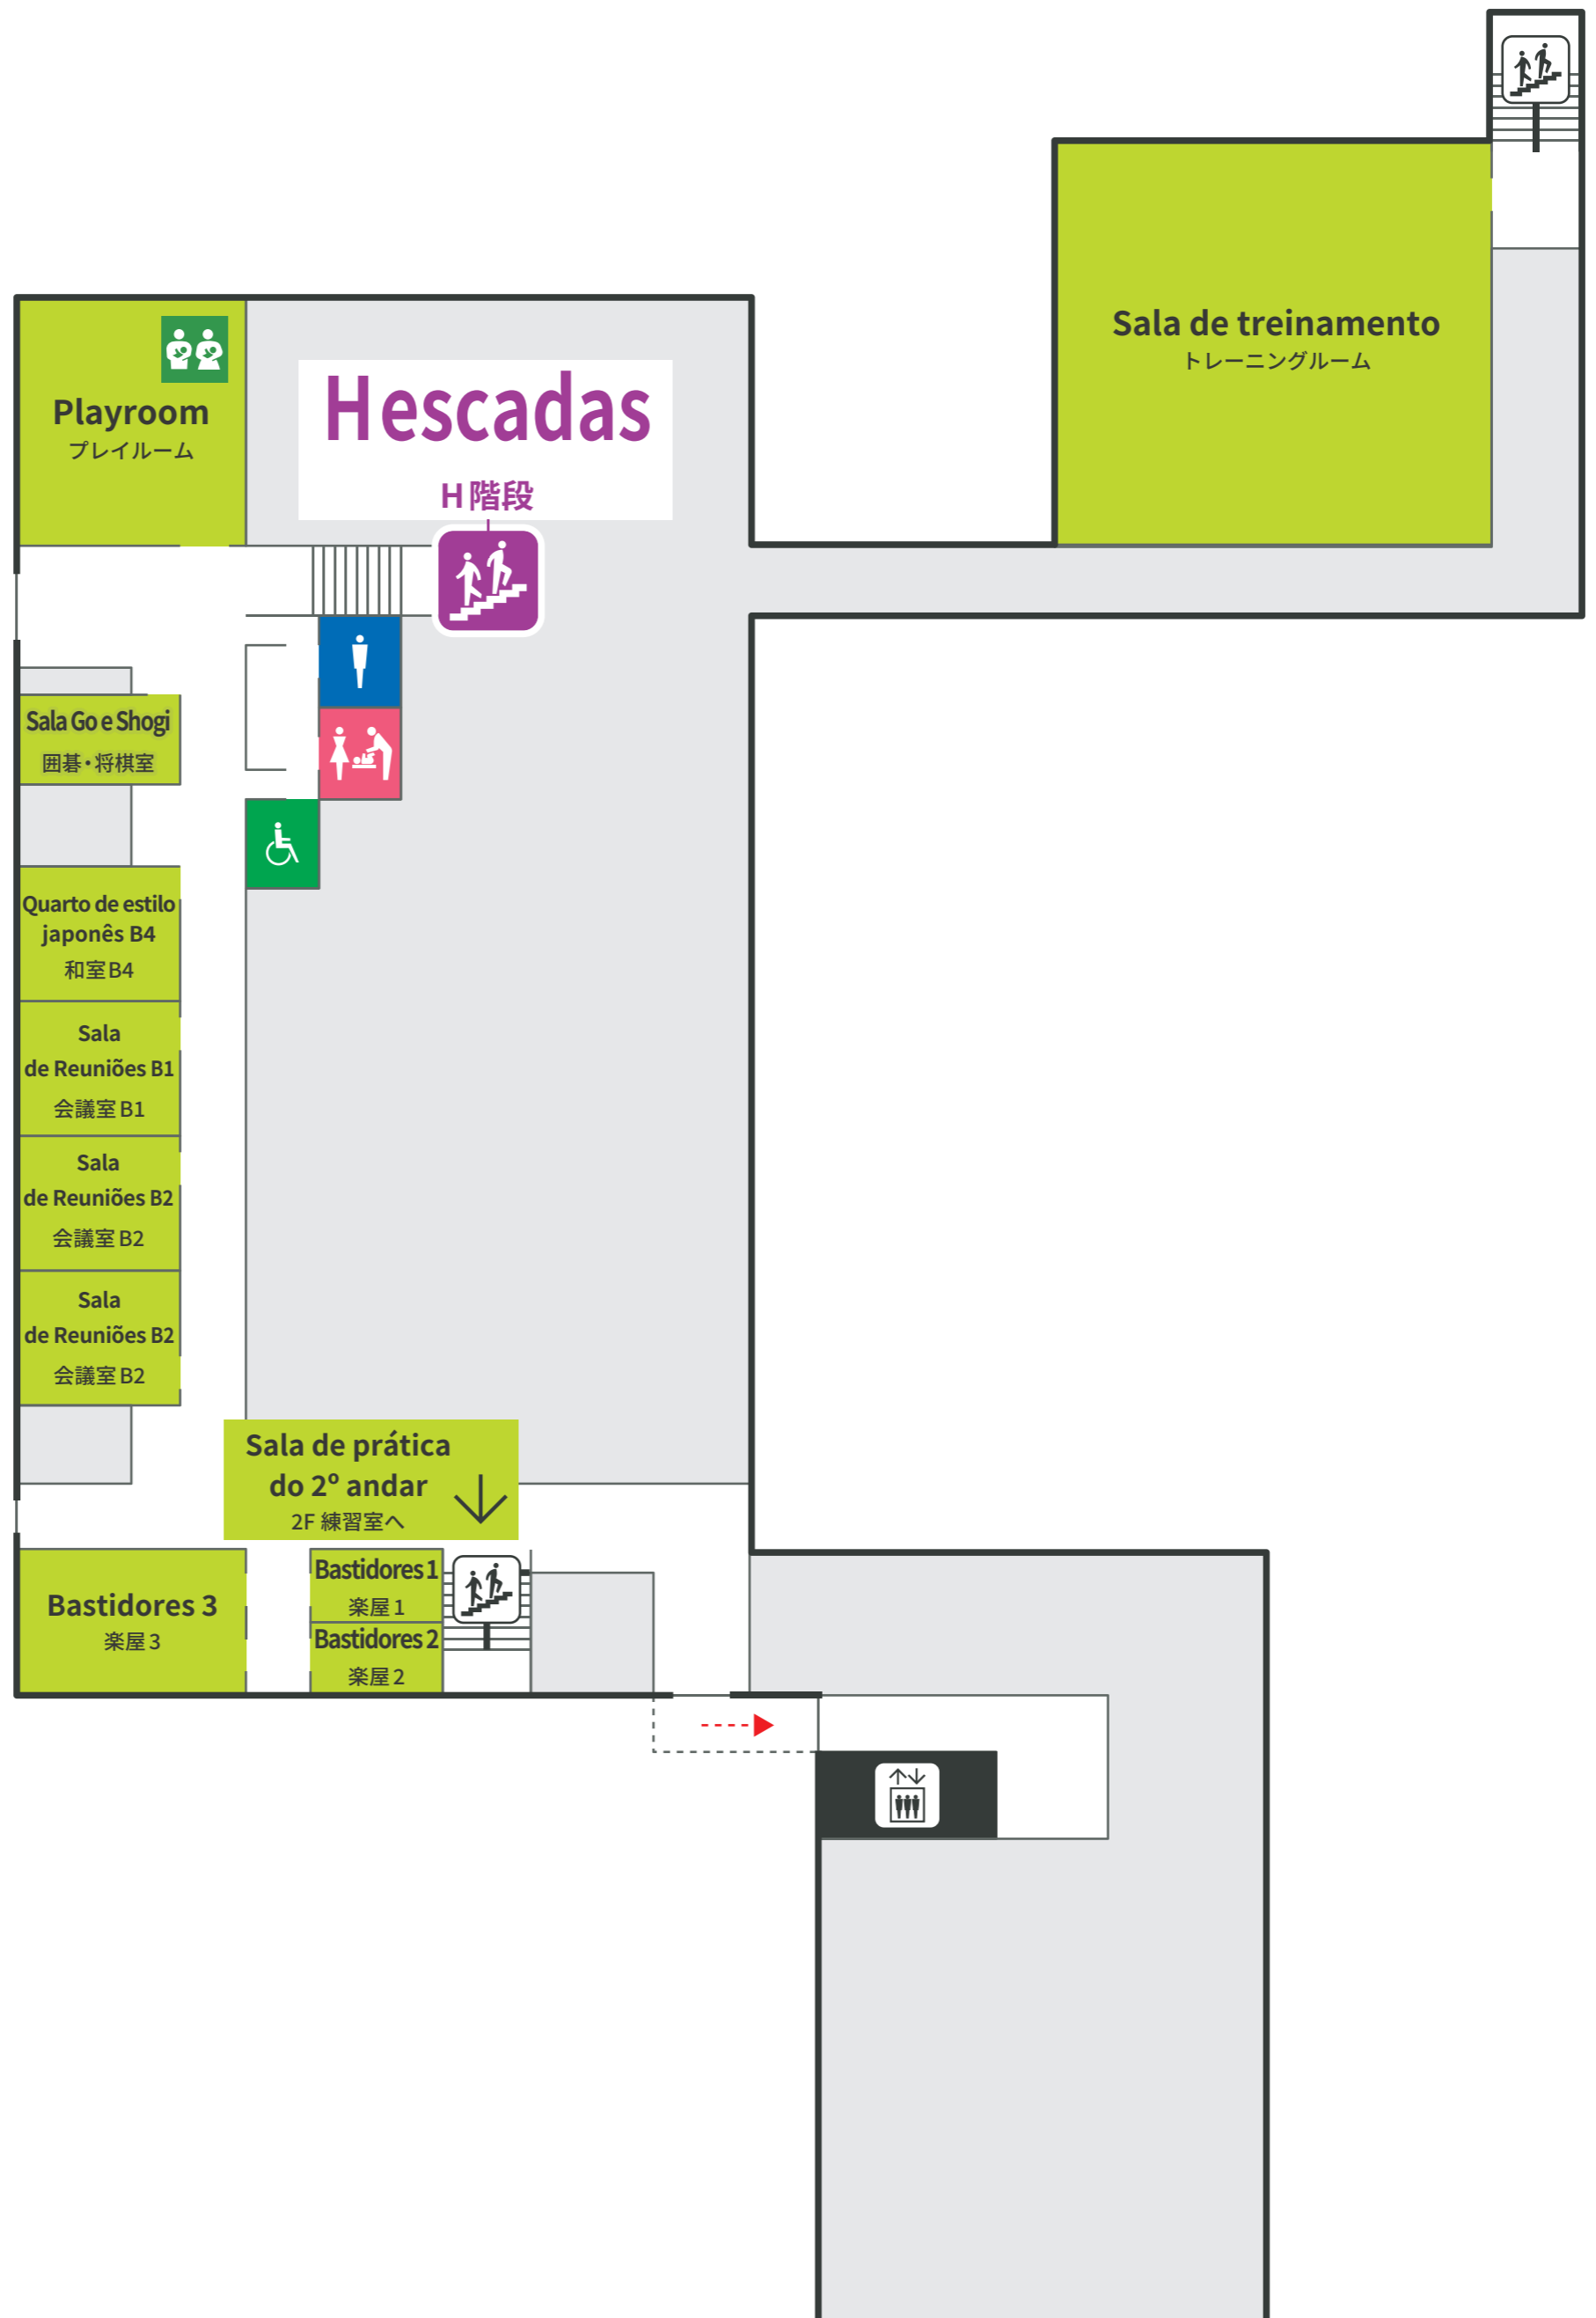 Sala de treinamento
トレーニングルーム
Playroom
プレイルーム
Hescadas
H階段
Sala Go e Shogi
囲碁・将棋室
Quarto de estilo
japonês B4
和室B4
Sala
de Reuniões B1
会議室B1
Sala
de Reuniões B2
会議室B2
Sala
de Reuniões B2
会議室B2
Sala de prática
do 2º andar
2F 練習室へ
Bastidores 3
楽屋3
Bastidores 1
楽屋1
Bastidores 2
楽屋2